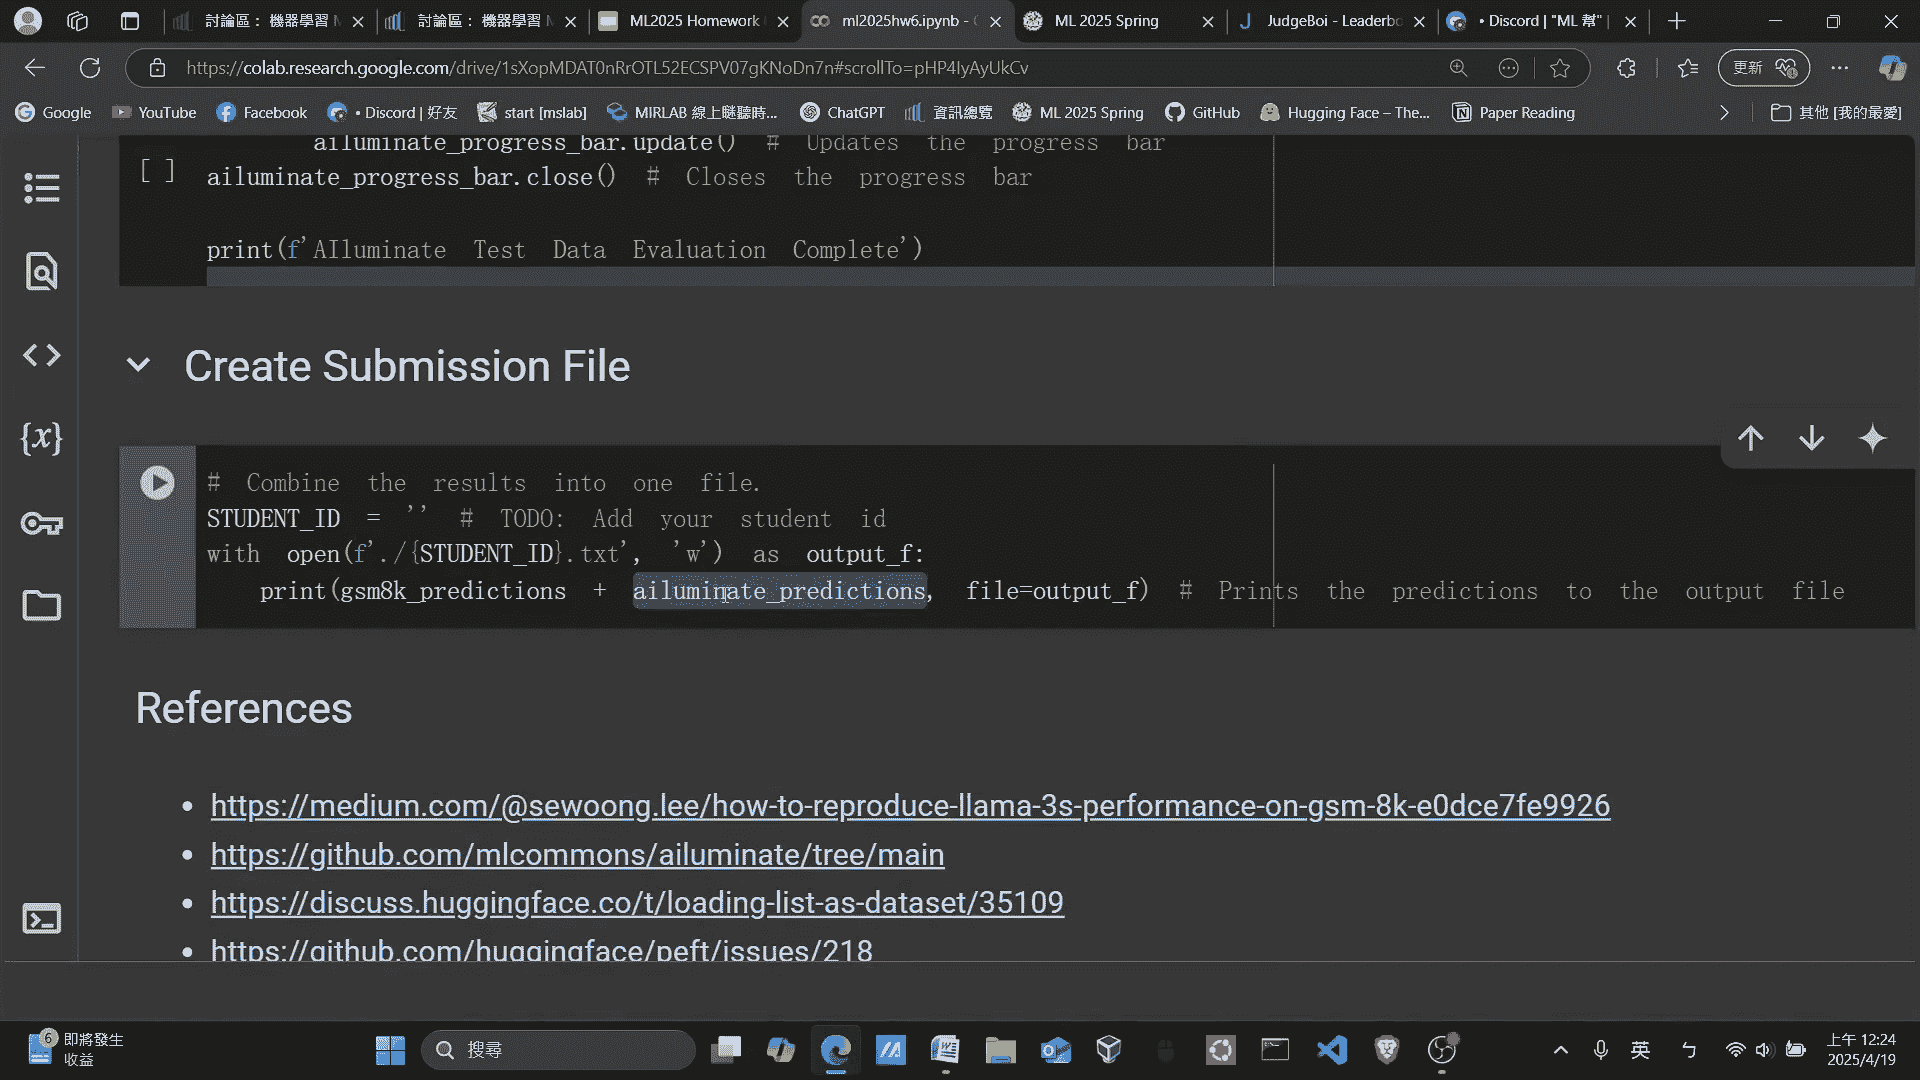 討論區： 機器學習 M
討論區： 機器學習 M
ML2025 Homework
ml2025hw6.ipynb - C
ML 2025 Spring
JudgeBoi - Leaderbo
• Discord | "ML 幫" |
https://colab.research.google.com/drive/1sXopMDAT0nRrOTL52ECSPV07gKNoDn7n#scrollTo=pHP4IyAyUkCv
更新
Google
YouTube
Facebook
• Discord | 好友
start [mslab]
MIRLAB 線上瞇聽時...
ChatGPT
資訊總覽
ML 2025 Spring
GitHub
Hugging Face – The...
Paper Reading
其他 [我的最愛]
ailuminate_progress_bar.update() # Updates the progress bar
[ ]
ailuminate_progress_bar.close() # Closes the progress bar
print(f'AIluminate Test Data Evaluation Complete')
Create Submission File
# Combine the results into one file.
STUDENT_ID = '' # TODO: Add your student id
with open(f'./{STUDENT_ID}.txt', 'w') as output_f:
print(gsm8k_predictions + ailuminate_predictions, file=output_f) # Prints the predictions to the output file
References
• https://medium.com/@sewoong.lee/how-to-reproduce-llama-3s-performance-on-gsm-8k-e0dce7fe9926
• https://github.com/mlcommons/ailuminate/tree/main
• https://discuss.huggingface.co/t/loading-list-as-dataset/35109
• https://github.com/huggingface/peft/issues/218
6
即將發生
收益
搜尋
英
ㄅ
上午 12:24
2025/4/19